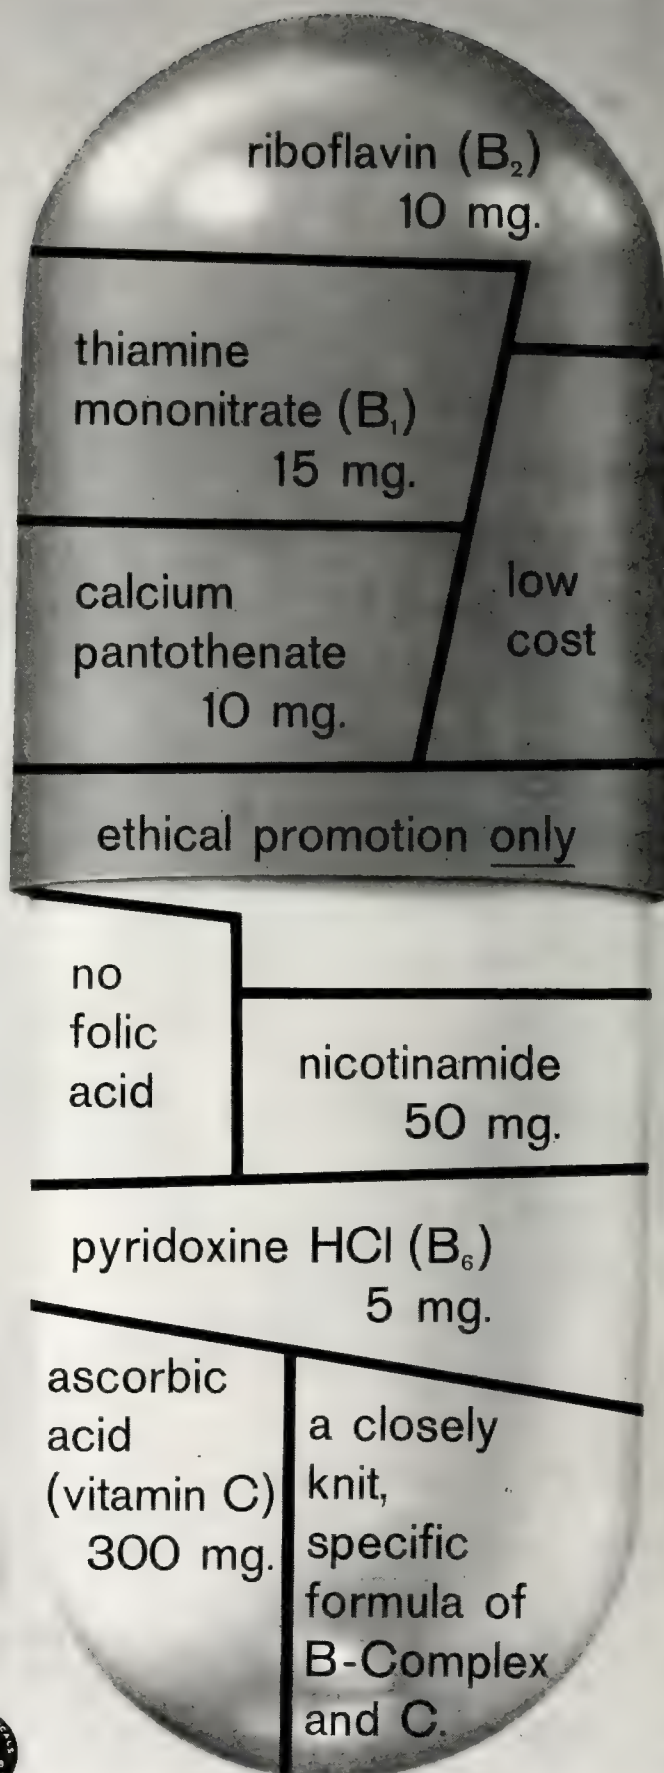 riboflavin (B₂)
10 mg.
thiamine
mononitrate (B₁)
15 mg.
calcium
pantothenate
10 mg.
low
cost
ethical promotion only
no
folic
acid
nicotinamide
50 mg.
pyridoxine HCl (B₆)
5 mg.
ascorbic
acid
(vitamin C)
300 mg.
a closely
knit,
specific
formula of
B-Complex
and C.